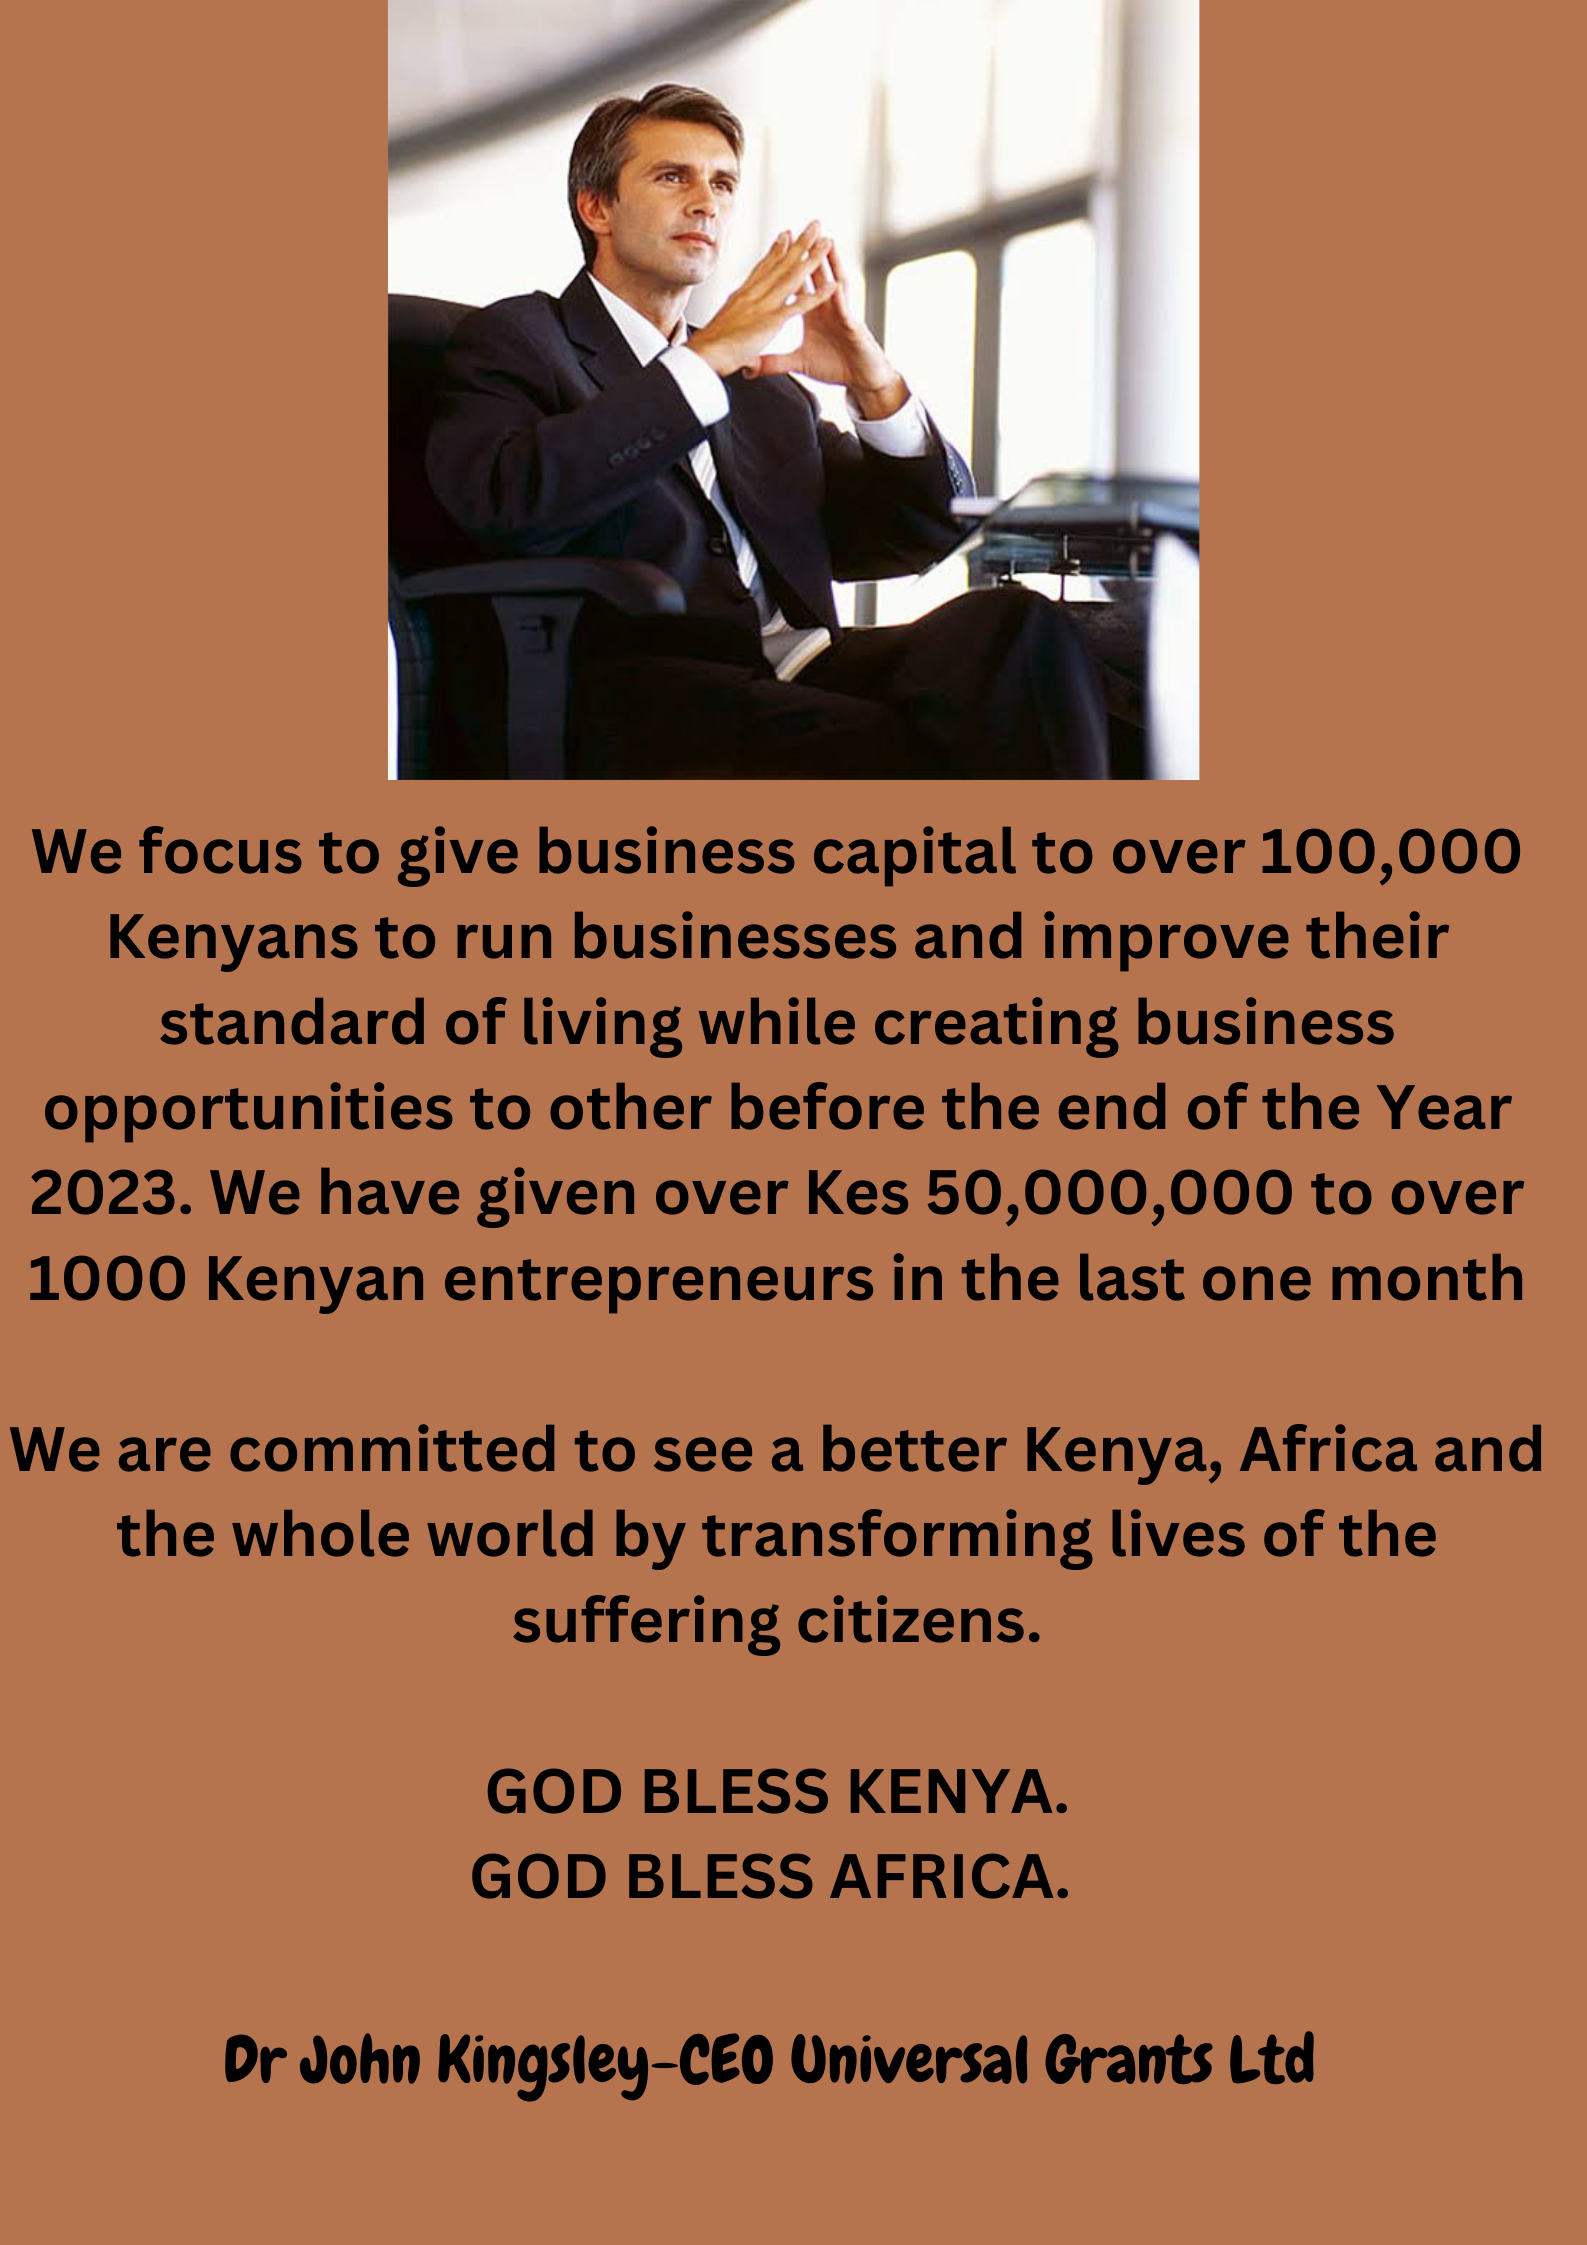 We focus to give business capital to over 100,000
Kenyans to run businesses and improve their
standard of living while creating business
opportunities to other before the end of the Year
2023. We have given over Kes 50,000,000 to over
1000 Kenyan entrepreneurs in the last one month
We are committed to see a better Kenya, Africa and
the whole world by transforming lives of the
suffering citizens.
GOD BLESS KENYA.
GOD BLESS AFRICA.
Dr John Kingsley-CEO Universal Grants Ltd